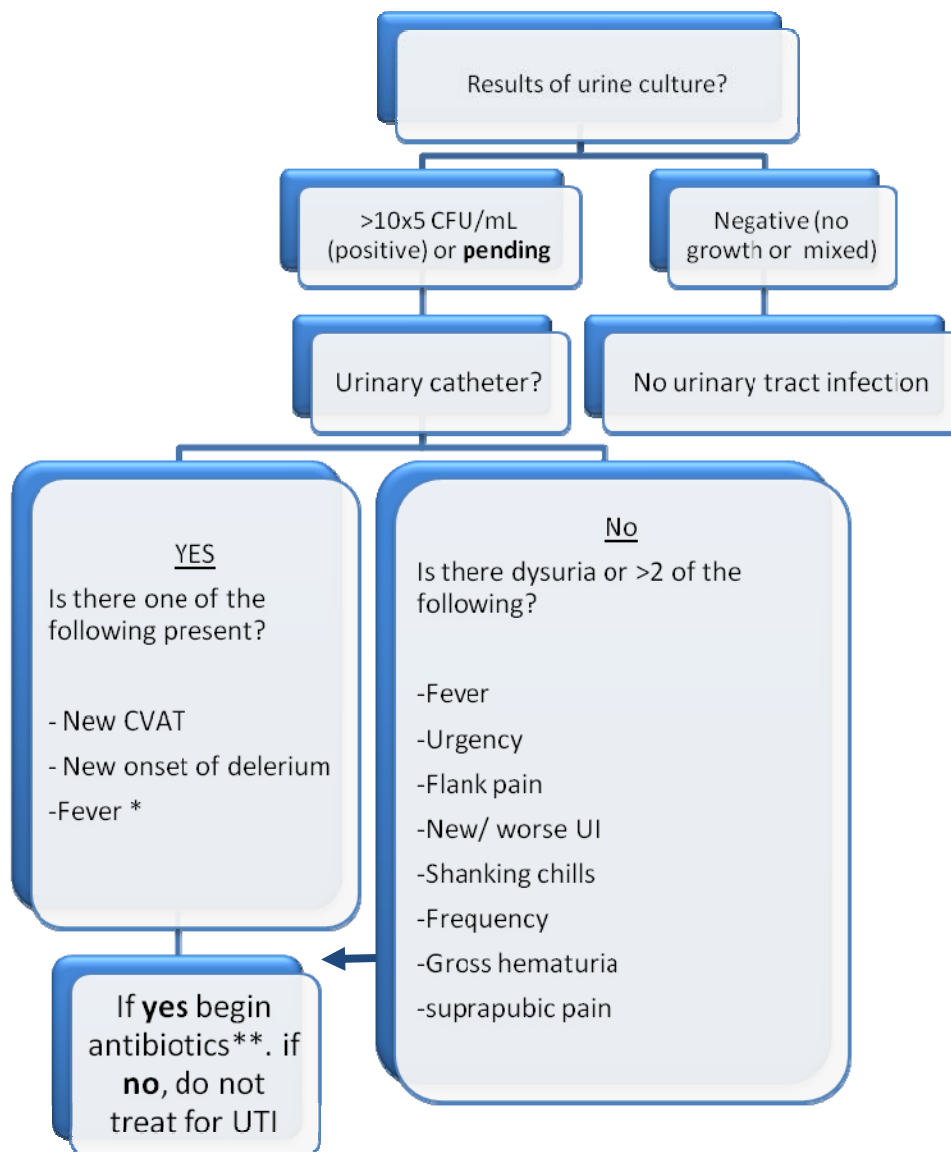 Results of urine culture?
>10x5 CFU/mL
(positive) or pending
Negative (no
growth or mixed)
Urinary catheter?
No urinary tract infection
YES
Is there one of the
following present?
- New CVAT
- New onset of delerium
-Fever *
No
Is there dysuria or >2 of the
following?
-Fever
-Urgency
-Flank pain
-New/ worse UI
-Shanking chills
-Frequency
-Gross hematuria
-suprapubic pain
If yes begin
antibiotics**. if
no, do not
treat for UTI